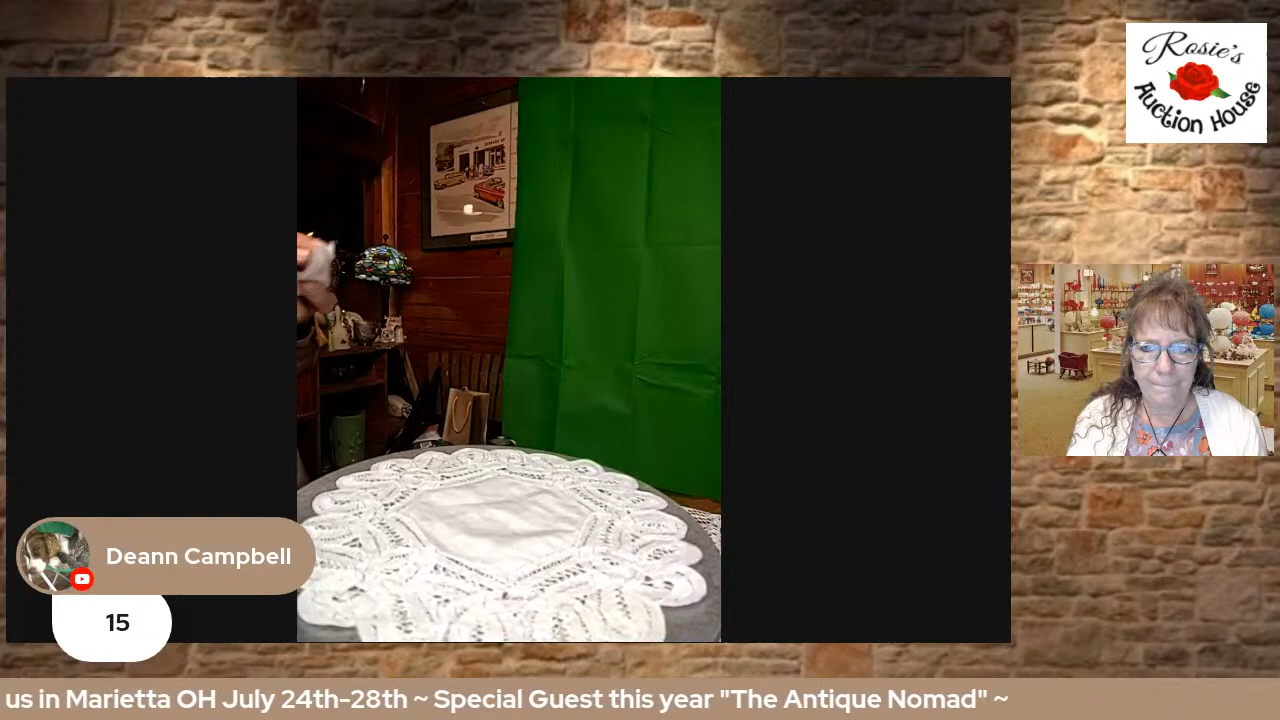 Rosie's
Auction House
Deann Campbell
15
us in Marietta OH July 24th-28th ~ Special Guest this year "The Antique Nomad" ~